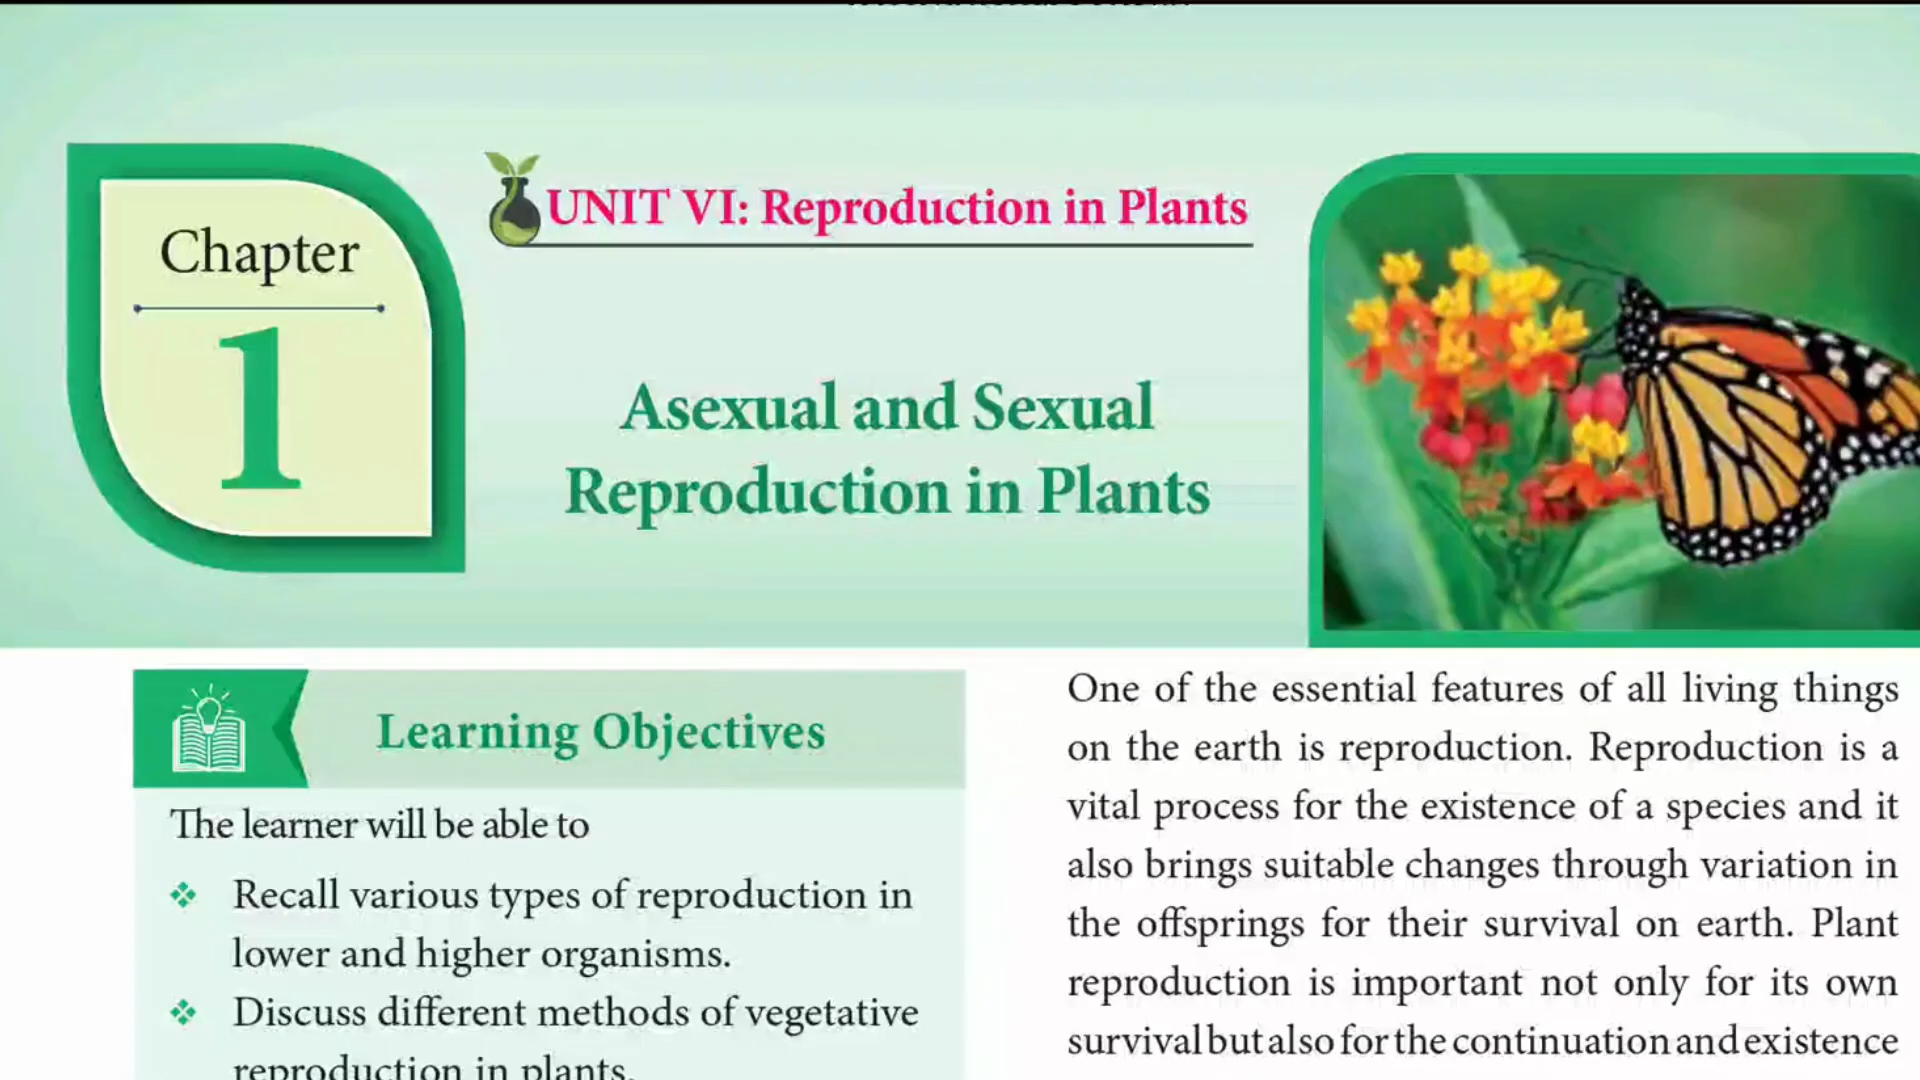 Chapter
1
UNIT VI: Reproduction in Plants
Asexual and Sexual
Reproduction in Plants
Learning Objectives
The learner will be able to
Recall various types of reproduction in
lower and higher organisms.
Discuss different methods of vegetative
reproduction in plants.
One of the essential features of all living things
on the earth is reproduction. Reproduction is a
vital process for the existence of a species and it
also brings suitable changes through variation in
the offsprings for their survival on earth. Plant
reproduction is important not only for its own
survival but also for the continuation and existence